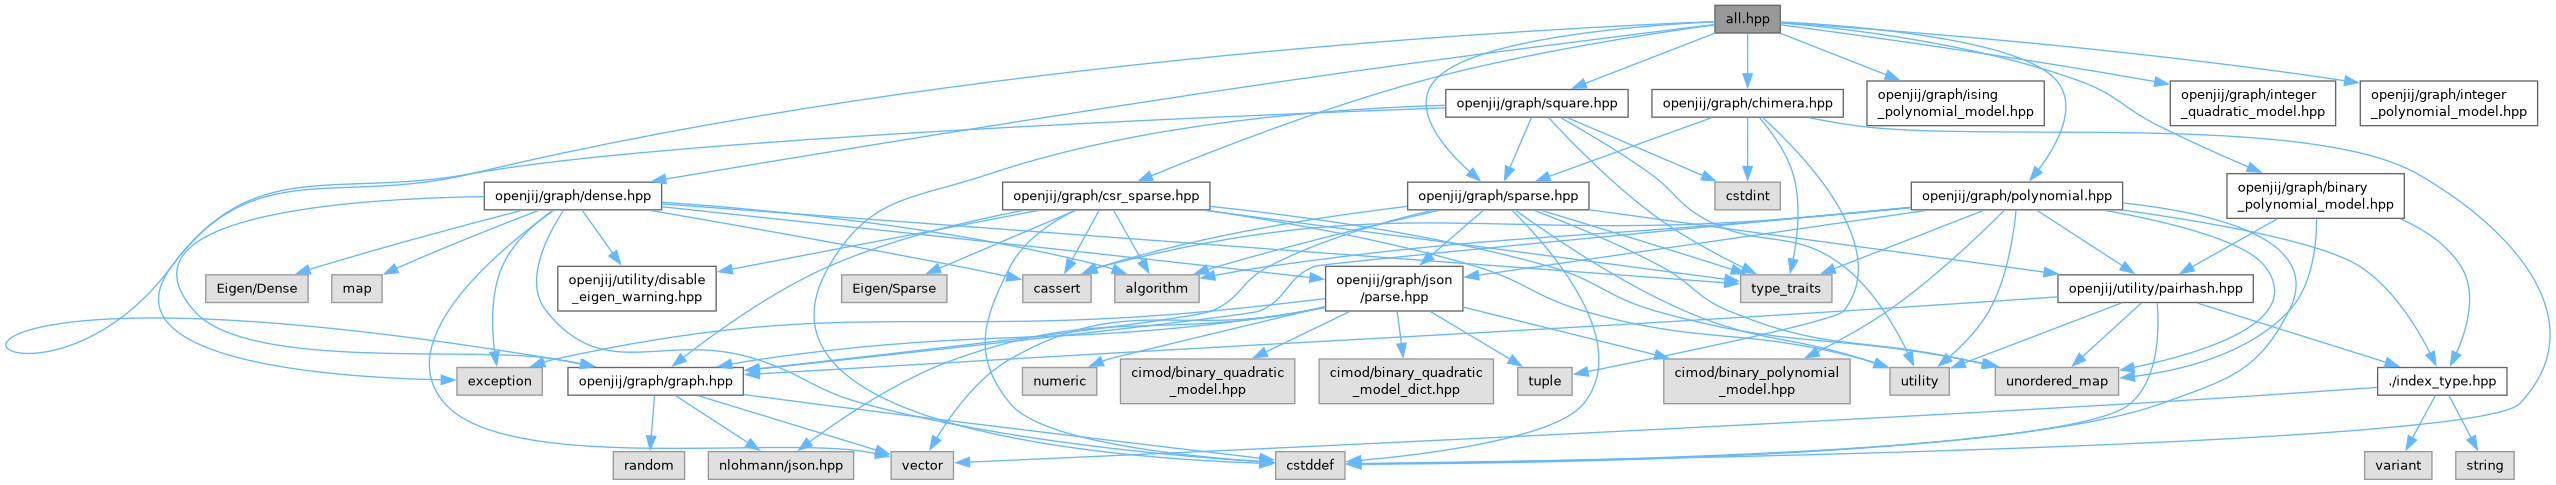 all.hpp
openjij/graph/square.hpp
openjij/graph/chimera.hpp
openjij/graph/ising
_polynomial_model.hpp
openjij/graph/integer
_quadratic_model.hpp
openjij/graph/integer
_polynomial_model.hpp
openjij/graph/dense.hpp
openjij/graph/csr_sparse.hpp
openjij/graph/sparse.hpp
cstdint
openjij/graph/polynomial.hpp
openjij/graph/binary
_polynomial_model.hpp
Eigen/Dense
map
openjij/utility/disable
_eigen_warning.hpp
Eigen/Sparse
cassert
algorithm
openjij/graph/json
/parse.hpp
type_traits
openjij/utility/pairhash.hpp
exception
openjij/graph/graph.hpp
numeric
cimod/binary_quadratic
_model.hpp
cimod/binary_quadratic
_model_dict.hpp
tuple
cimod/binary_polynomial
_model.hpp
utility
unordered_map
./index_type.hpp
random
nlohmann/json.hpp
vector
cstddef
variant
string